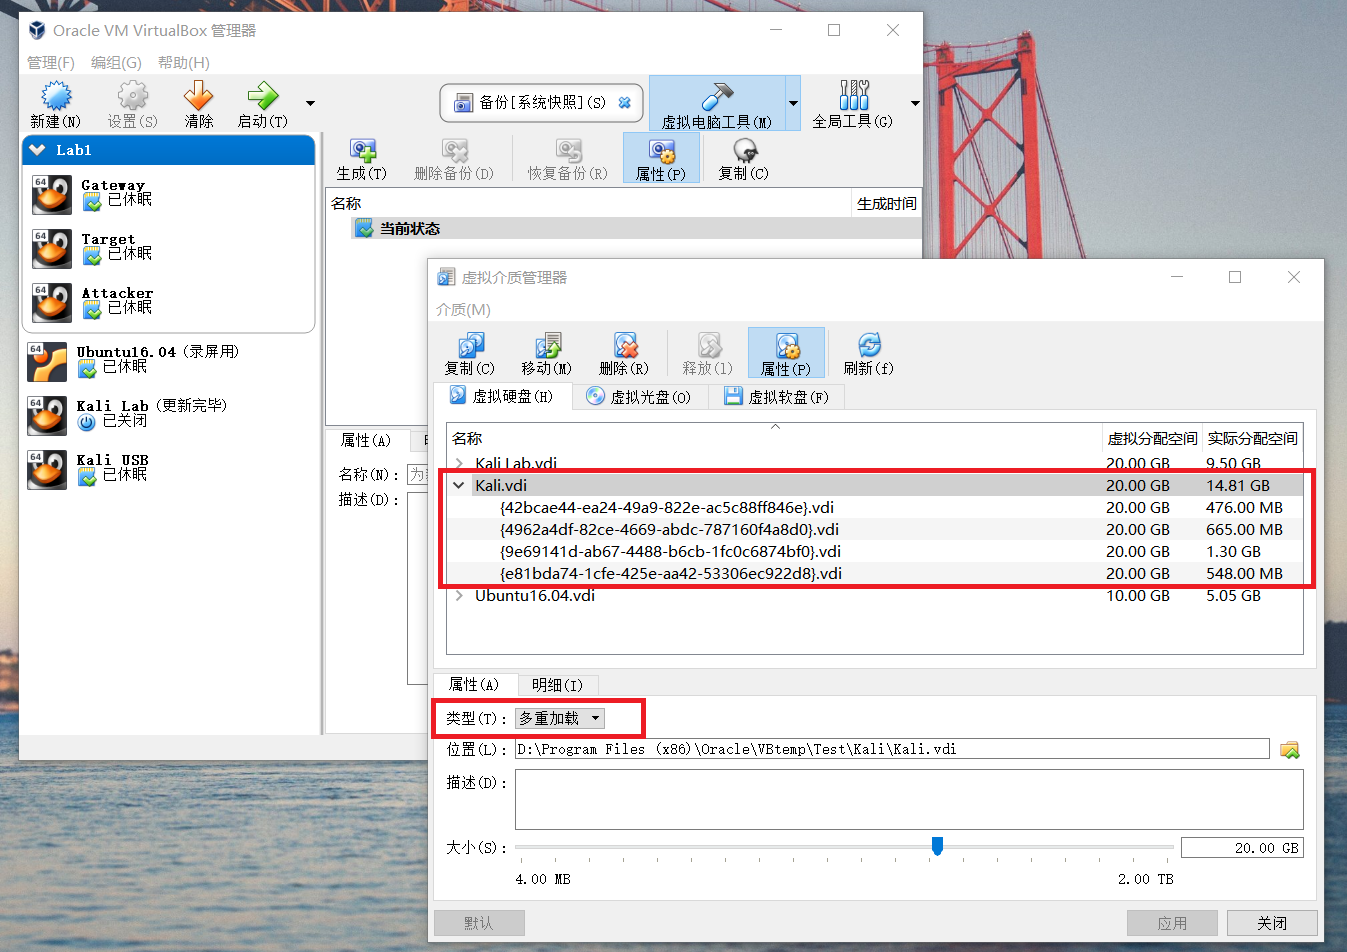 Oracle VM VirtualBox 管理器
管理(F) 编组(G) 帮助(H)
新建(N) 设置(S) 清除 启动(T)
备份[系统快照](S)
虚拟电脑工具(M)
全局工具(G)
Lab1
64
Gateway
已休眠
64
Target
已休眠
64
Attacker
已休眠
64
Ubuntu16.04 (录屏用)
已休眠
64
Kali Lab (更新完毕)
已关闭
64
Kali USB
已休眠
生成(T) 删除备份(D) 恢复备份(R) 属性(P) 复制(C)
名称 生成时间
当前状态
属性(A)
名称(N): 为
描述(D):
虚拟介质管理器
介质(M)
复制(C) 移动(M) 删除(R) 释放(l) 属性(P) 刷新(f)
虚拟硬盘(H) 虚拟光盘(O) 虚拟软盘(F)
名称 虚拟分配空间 实际分配空间
Kali Lab.vdi 20.00 GB 9.50 GB
Kali.vdi 20.00 GB 14.81 GB
{42bcae44-ea24-49a9-822e-ac5c88ff846e}.vdi 20.00 GB 476.00 MB
{4962a4df-82ce-4669-abdc-787160f4a8d0}.vdi 20.00 GB 665.00 MB
{9e69141d-ab67-4488-b6cb-1fc0c6874bf0}.vdi 20.00 GB 1.30 GB
{e81bda74-1cfe-425e-aa42-53306ec922d8}.vdi 20.00 GB 548.00 MB
Ubuntu16.04.vdi 10.00 GB 5.05 GB
属性(A) 明细(I)
类型(T): 多重加载
位置(L): D:\Program Files (x86)\Oracle\VBtemp\Test\Kali\Kali.vdi
描述(D):
大小(S): 20.00 GB
4.00 MB 2.00 TB
默认 应用 关闭